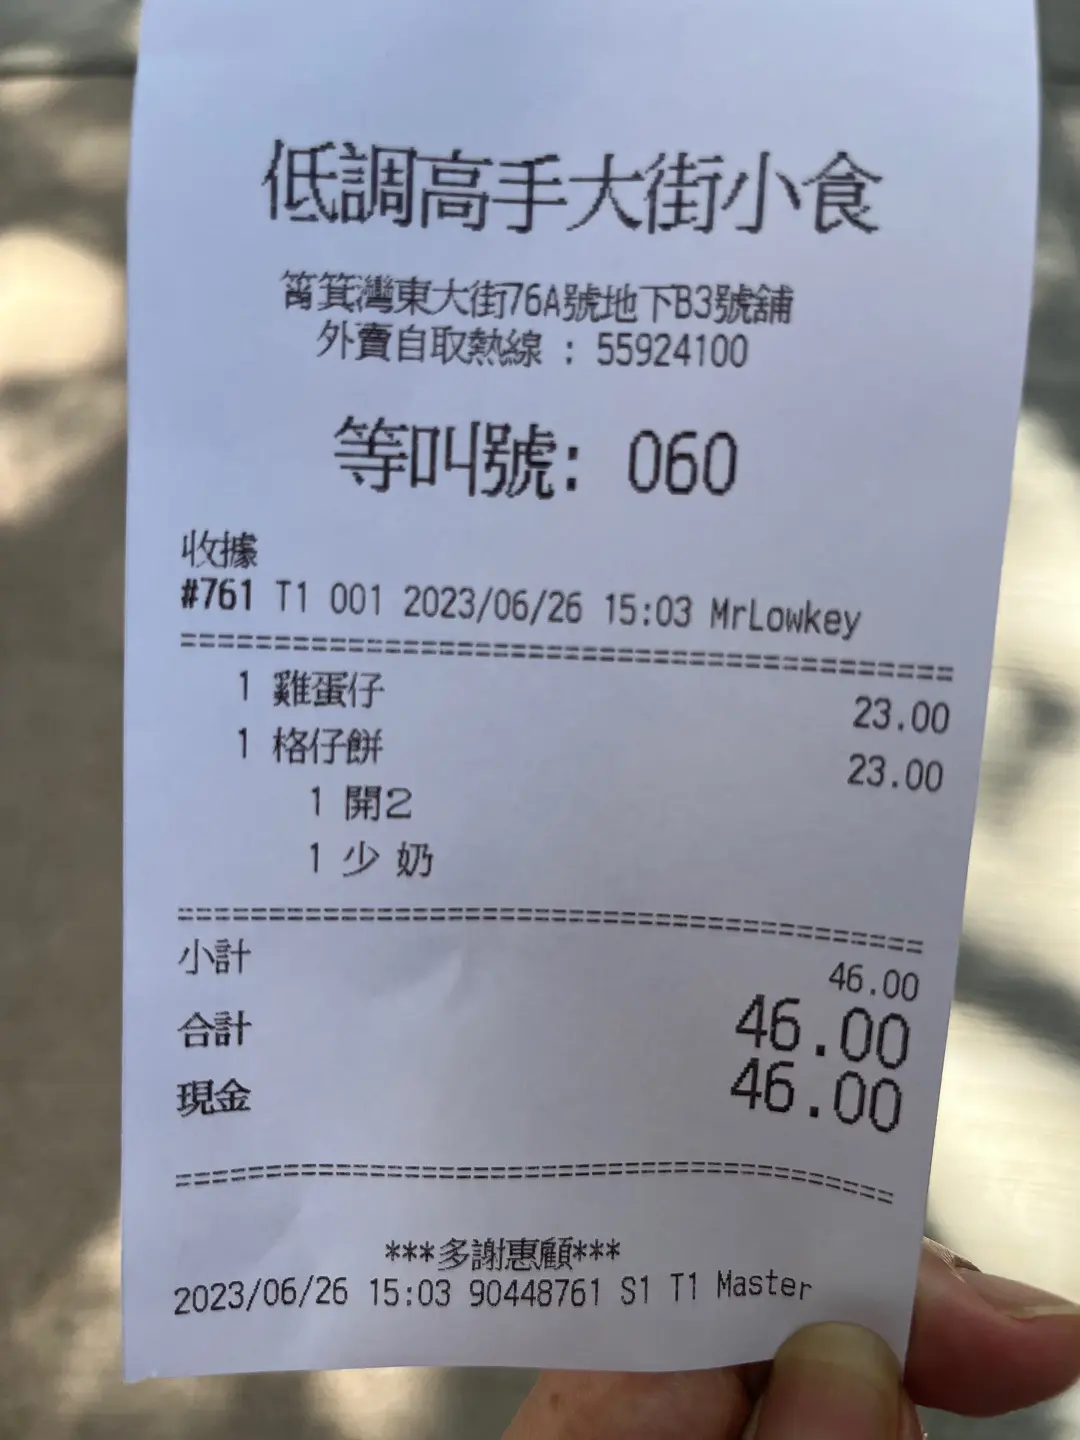 低調高手大街小食
筲箕灣東大街76A號地下B3號舖
外賣自取熱線 : 55924100
等叫號: 060
收據
#761 T1 001 2023/06/26 15:03 MrLowkey
==========================================
1 雞蛋仔 23.00
1 格仔餅 23.00
1 開2
1 少 奶
==========================================
小計 46.00
合計 46.00
現金 46.00
==========================================
***多謝惠顧***
2023/06/26 15:03 90448761 S1 T1 Master